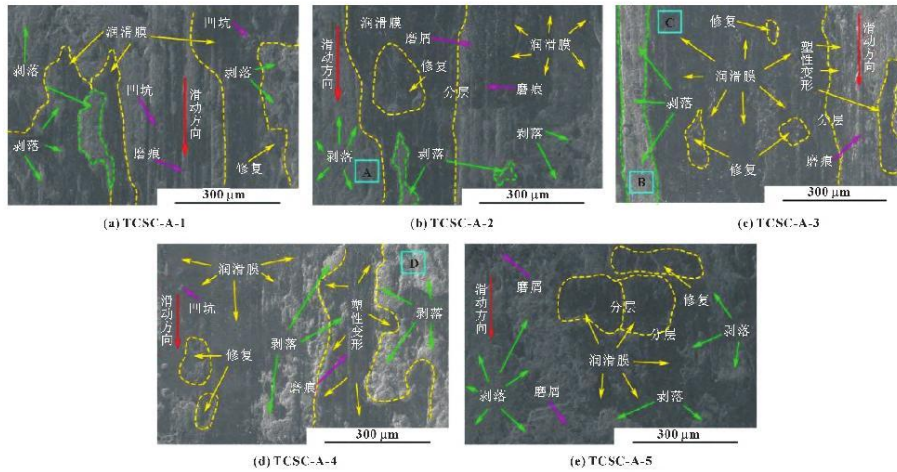 凹坑
润滑膜
剥落
剥落
凹坑
滑动方向
剥落
磨痕
修复
300 μm
(a) TCSC-A-1
滑动方向
润滑膜
磨屑
润滑膜
修复
磨痕
分层
剥落
剥落
剥落
A
300 μm
(b) TCSC-A-2
C
修复
滑动方向
润滑膜
塑性变形
剥落
分层
修复
磨痕
B
300 μm
(c) TCSC-A-3
润滑膜
D
凹坑
滑动方向
塑性变形
剥落
剥落
修复
磨痕
300 μm
(d) TCSC-A-4
滑动方向
磨屑
分层
修复
分层
剥落
润滑膜
剥落
磨屑
剥落
300 μm
(e) TCSC-A-5